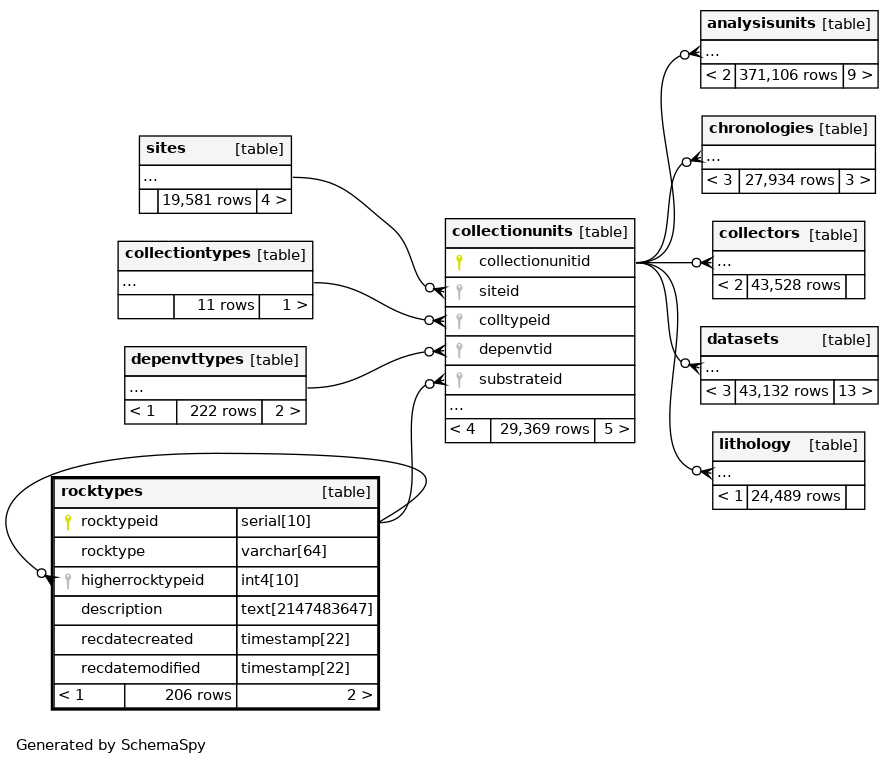 analysisunits [table]
...
< 2 371,106 rows 9 >
chronologies [table]
...
< 3 27,934 rows 3 >
sites [table]
...
19,581 rows 4 >
collectionunits [table]
collectionunitid
siteid
colltypeid
depenvtid
substrateid
...
< 4 29,369 rows 5 >
collectors [table]
...
< 2 43,528 rows
collectiontypes [table]
...
11 rows 1 >
datasets [table]
...
< 3 43,132 rows 13 >
depenvttypes [table]
...
< 1 222 rows 2 >
lithology [table]
...
< 1 24,489 rows
rocktypes [table]
rocktypeid serial[10]
rocktype varchar[64]
higherrocktypeid int4[10]
description text[2147483647]
recdatecreated timestamp[22]
recdatemodified timestamp[22]
< 1 206 rows 2 >
Generated by SchemaSpy